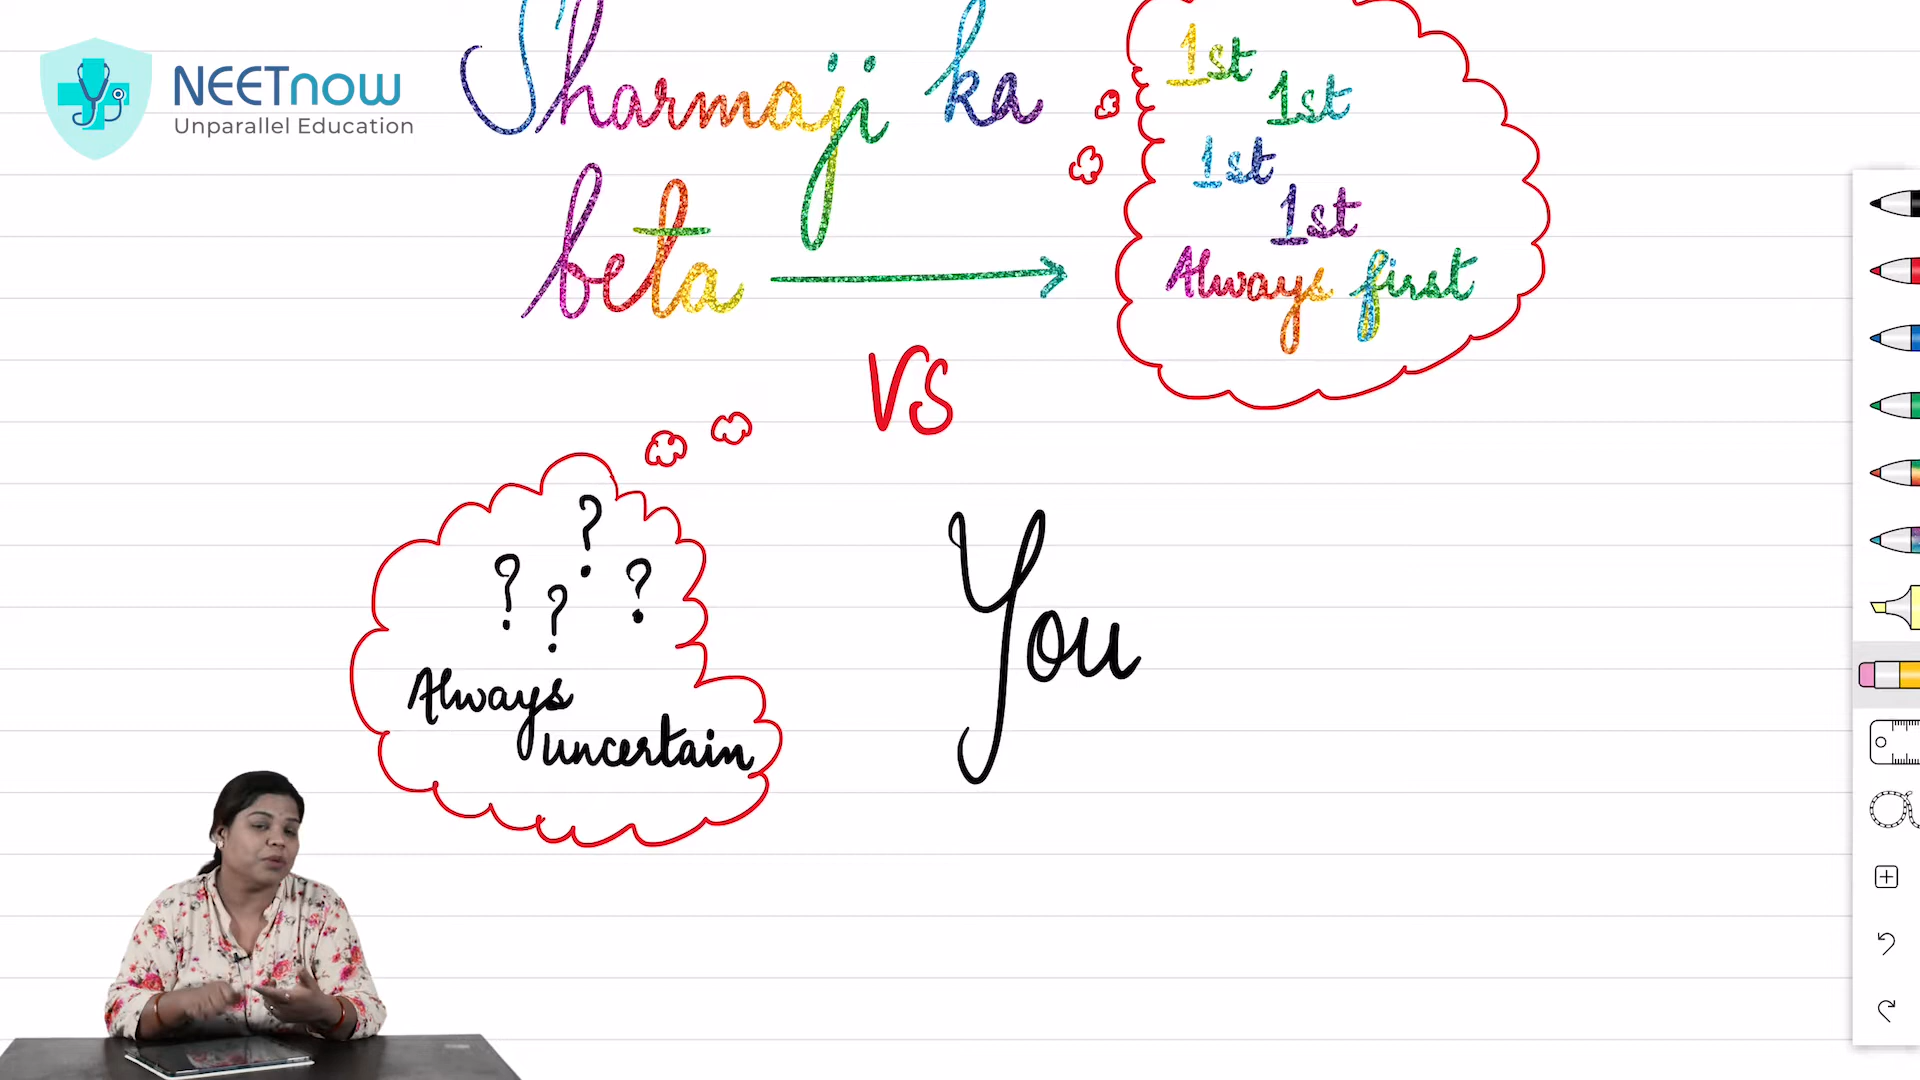 NEETnow
Unparallel Education
Sharmaji ka
beta
1st
1st
1st
1st
Always first
VS
?
?
?
?
Always
uncertain
You